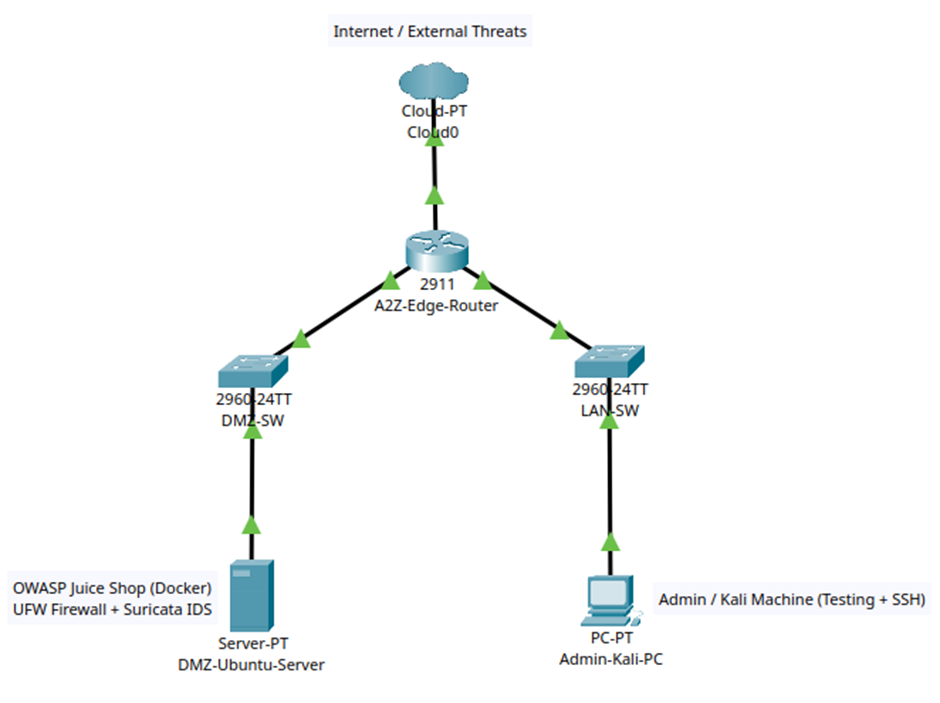 Internet / External Threats
Cloud-PT
Cloud0
2911
A2Z-Edge-Router
2960-24TT
DMZ-SW
2960-24TT
LAN-SW
OWASP Juice Shop (Docker)
UFW Firewall + Suricata IDS
Server-PT
DMZ-Ubuntu-Server
Admin / Kali Machine (Testing + SSH)
PC-PT
Admin-Kali-PC